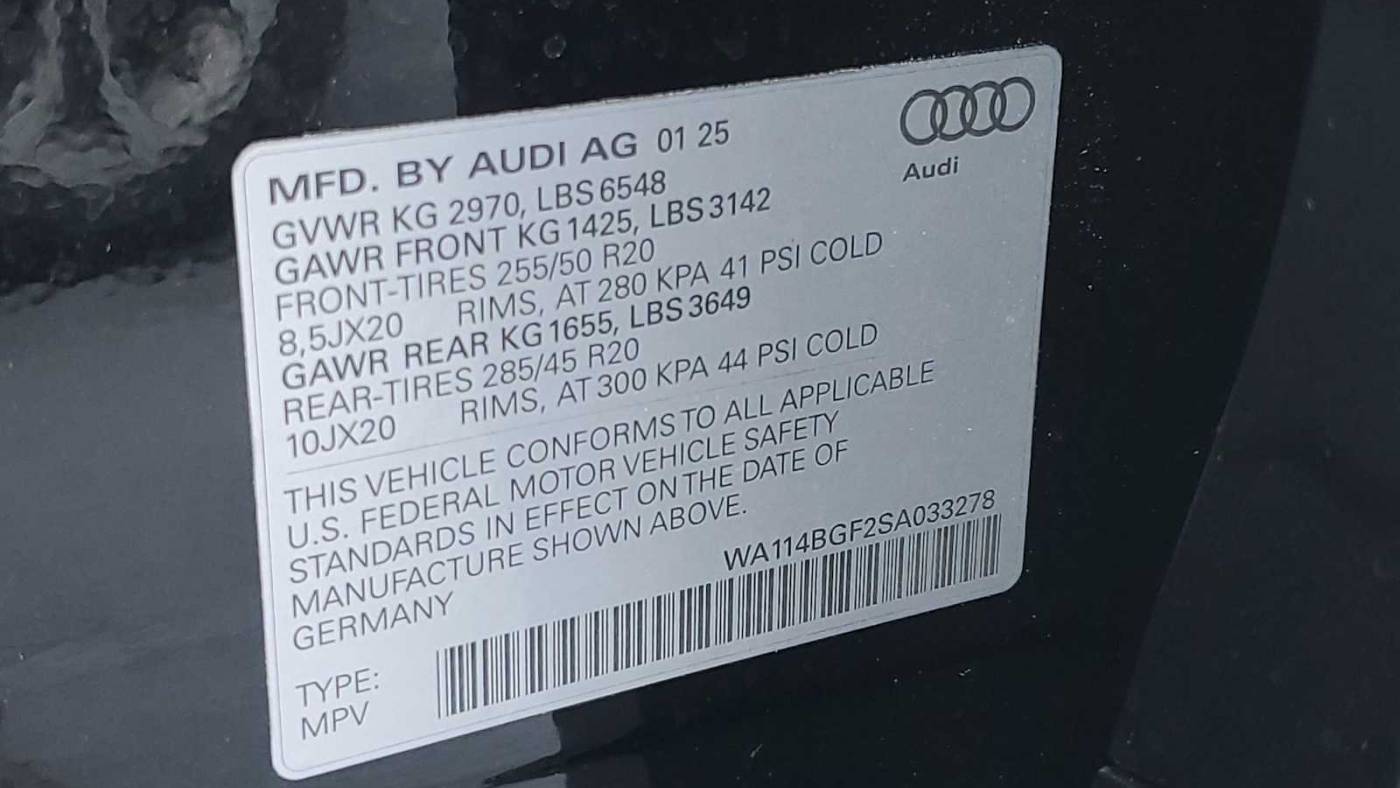 MFD. BY AUDI AG 01 25
Audi
GVWR KG 2970, LBS 6548
GAWR FRONT KG 1425, LBS 3142
FRONT-TIRES 255/50 R20
8,5JX20 RIMS, AT 280 KPA 41 PSI COLD
GAWR REAR KG 1655, LBS 3649
REAR-TIRES 285/45 R20
10JX20 RIMS, AT 300 KPA 44 PSI COLD
THIS VEHICLE CONFORMS TO ALL APPLICABLE
U.S. FEDERAL MOTOR VEHICLE SAFETY
STANDARDS IN EFFECT ON THE DATE OF
MANUFACTURE SHOWN ABOVE.
GERMANY
WA114BGF2SA033278
TYPE:
MPV